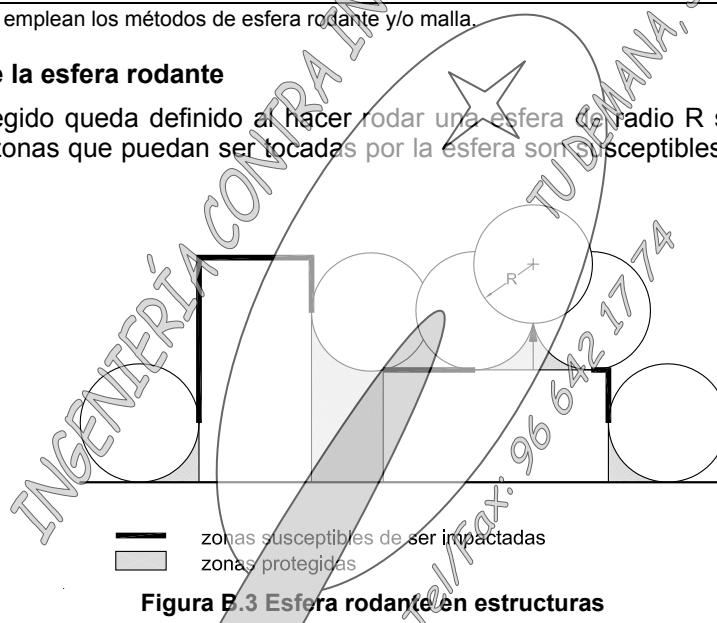 emplean los métodos de esfera rodante y/o malla.
e la esfera rodante
egido queda definido al hacer rodar una esfera de radio R s
zonas que puedan ser tocadas por la esfera son susceptibles
R
zonas susceptibles de ser impactadas
zonas protegidas
Figura B.3 Esfera rodante en estructuras
INGENIERÍA CONTRA IN
TU DEMANA, S
Tel/Fax: 96 642 17 74